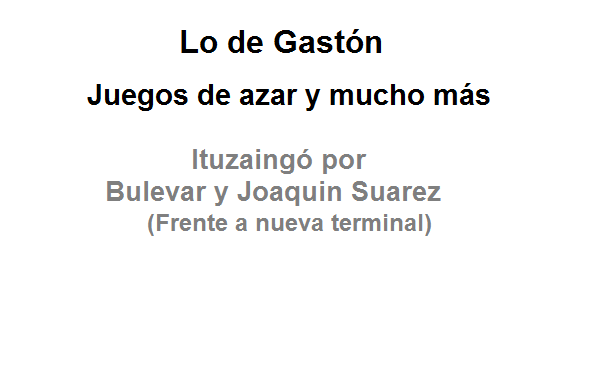 Lo de Gastón
Juegos de azar y mucho más
Ituzaingó por
Bulevar y Joaquin Suarez
(Frente a nueva terminal)